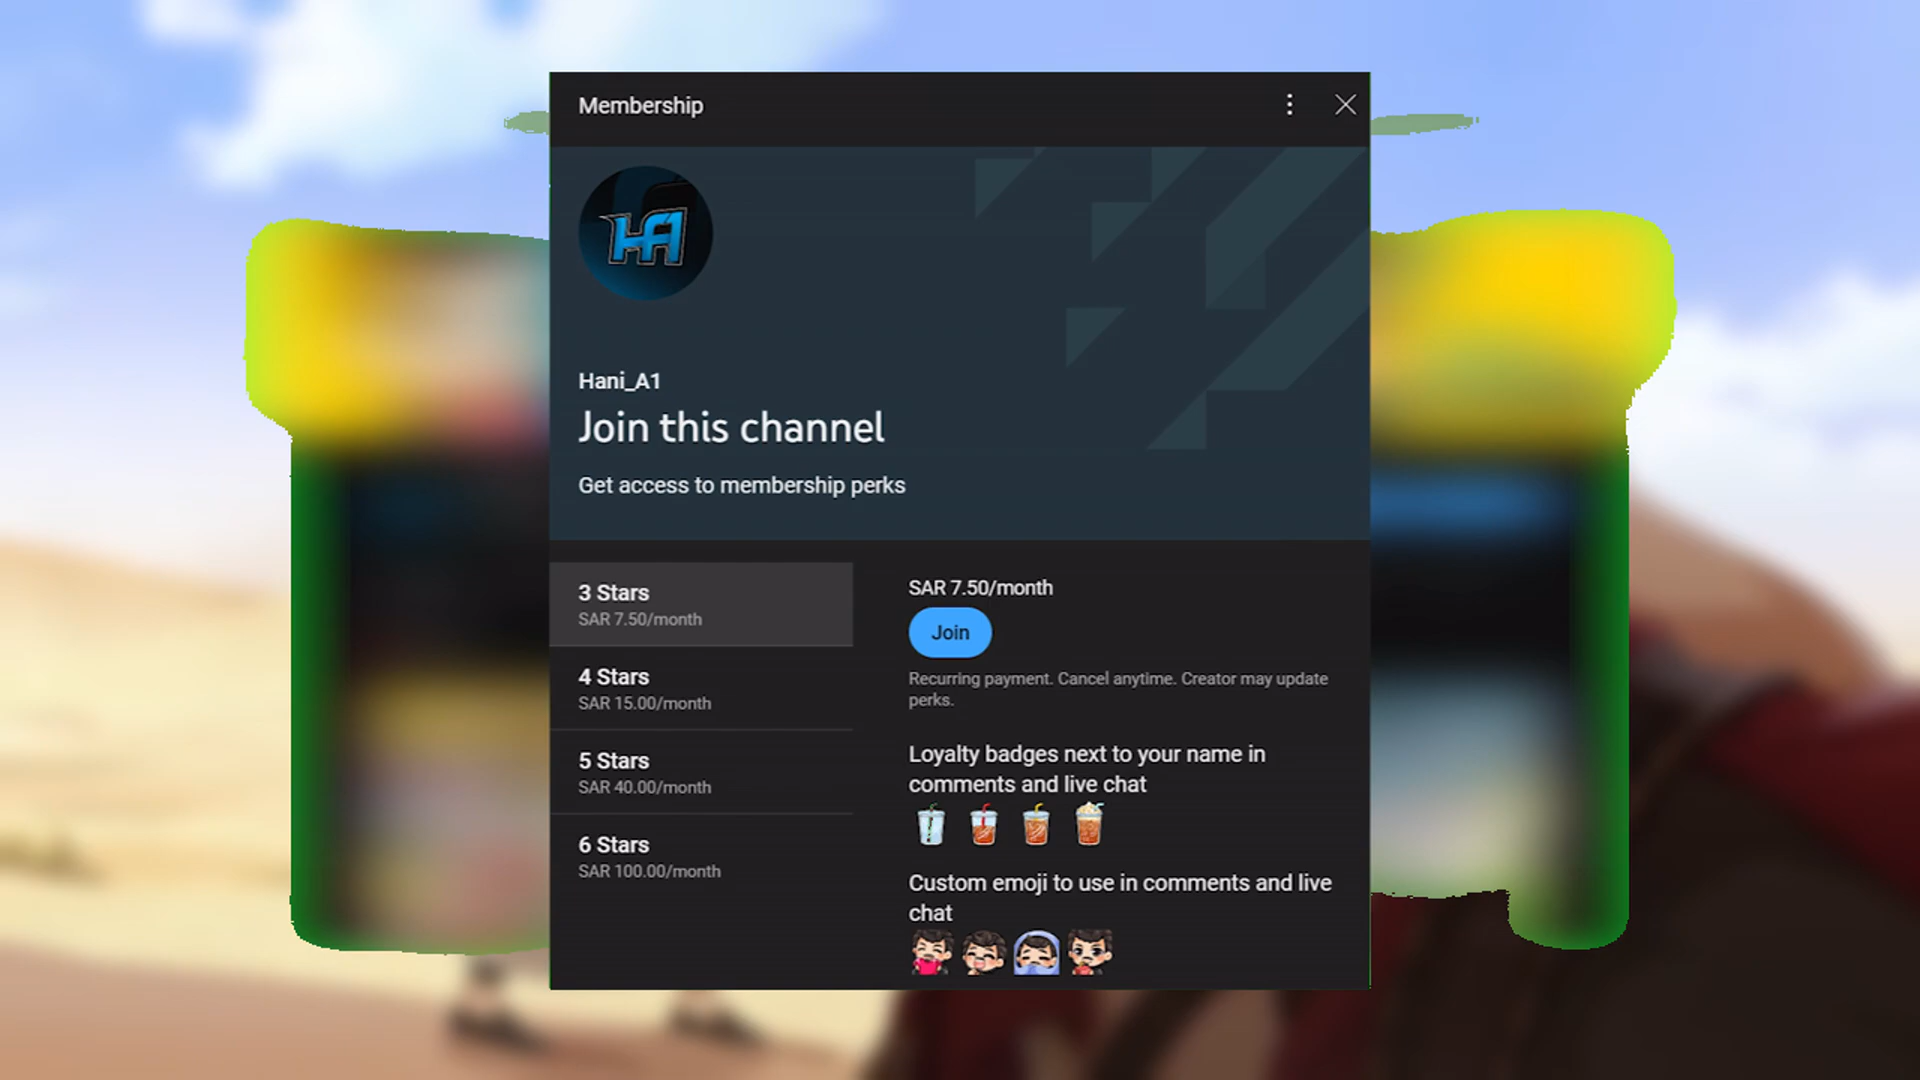 Membership
HA1
Hani_A1
Join this channel
Get access to membership perks
3 Stars
SAR 7.50/month
4 Stars
SAR 15.00/month
5 Stars
SAR 40.00/month
6 Stars
SAR 100.00/month
SAR 7.50/month
Join
Recurring payment. Cancel anytime. Creator may update
perks.
Loyalty badges next to your name in
comments and live chat
Custom emoji to use in comments and live
chat